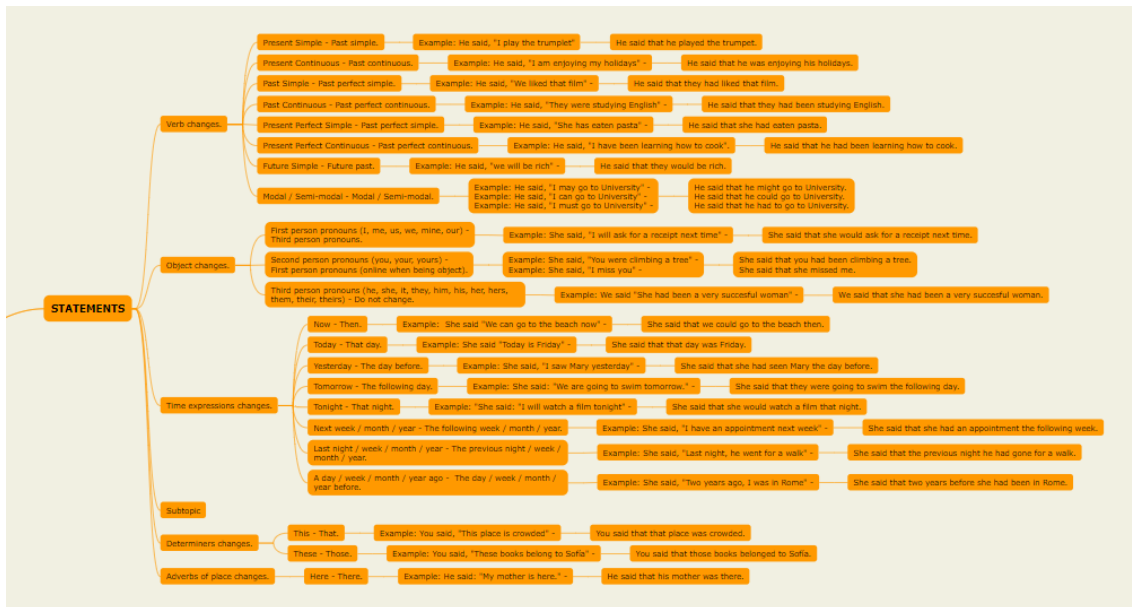 STATEMENTS
Verb changes.
Present Simple - Past simple.
Example: He said, "I play the trumplet"
He said that he played the trumpet.
Present Continuous - Past continuous.
Example: He said, "I am enjoying my holidays" -
He said that he was enjoying his holidays.
Past Simple - Past perfect simple.
Example: He said, "We liked that film" -
He said that they had liked that film.
Past Continuous - Past perfect continuous.
Example: He said, "They were studying English" -
He said that they had been studying English.
Present Perfect Simple - Past perfect simple.
Example: He said, "She has eaten pasta" -
He said that she had eaten pasta.
Present Perfect Continuous - Past perfect continuous.
Example: He said, "I have been learning how to cook".
He said that he had been learning how to cook.
Future Simple - Future past.
Example: He said, "we will be rich" -
He said that they would be rich.
Modal / Semi-modal - Modal / Semi-modal.
Example: He said, "I may go to University" -
Example: He said, "I can go to University" -
Example: He said, "I must go to University" -
He said that he might go to University.
He said that he could go to University.
He said that he had to go to University.
Object changes.
First person pronouns (I, me, us, we, mine, our) -
Third person pronouns.
Example: She said, "I will ask for a receipt next time" -
She said that she would ask for a receipt next time.
Second person pronouns (you, your, yours) -
First person pronouns (online when being object).
Example: She said, "You were climbing a tree" -
Example: She said, "I miss you" -
She said that you had been climbing a tree.
She said that she missed me.
Third person pronouns (he, she, it, they, him, his, her, hers,
them, their, theirs) - Do not change.
Example: We said "She had been a very succesful woman" -
We said that she had been a very succesful woman.
Time expressions changes.
Now - Then.
Example: She said "We can go to the beach now" -
She said that we could go to the beach then.
Today - That day.
Example: She said "Today is Friday" -
She said that that day was Friday.
Yesterday - The day before.
Example: She said, "I saw Mary yesterday" -
She said that she had seen Mary the day before.
Tomorrow - The following day.
Example: She said: "We are going to swim tomorrow." -
She said that they were going to swim the following day.
Tonight - That night.
Example: "She said: "I will watch a film tonight" -
She said that she would watch a film that night.
Next week / month / year - The following week / month / year.
Example: She said, "I have an appointment next week" -
She said that she had an appointment the following week.
Last night / week / month / year - The previous night / week /
month / year.
Example: She said, "Last night, he went for a walk" -
She said that the previous night he had gone for a walk.
A day / week / month / year ago - The day / week / month /
year before.
Example: She said, "Two years ago, I was in Rome" -
She said that two years before she had been in Rome.
Subtopic
Determiners changes.
This - That.
Example: You said, "This place is crowded" -
You said that that place was crowded.
These - Those.
Example: You said, "These books belong to Sofía" -
You said that those books belonged to Sofía.
Adverbs of place changes.
Here - There.
Example: He said: "My mother is here." -
He said that his mother was there.